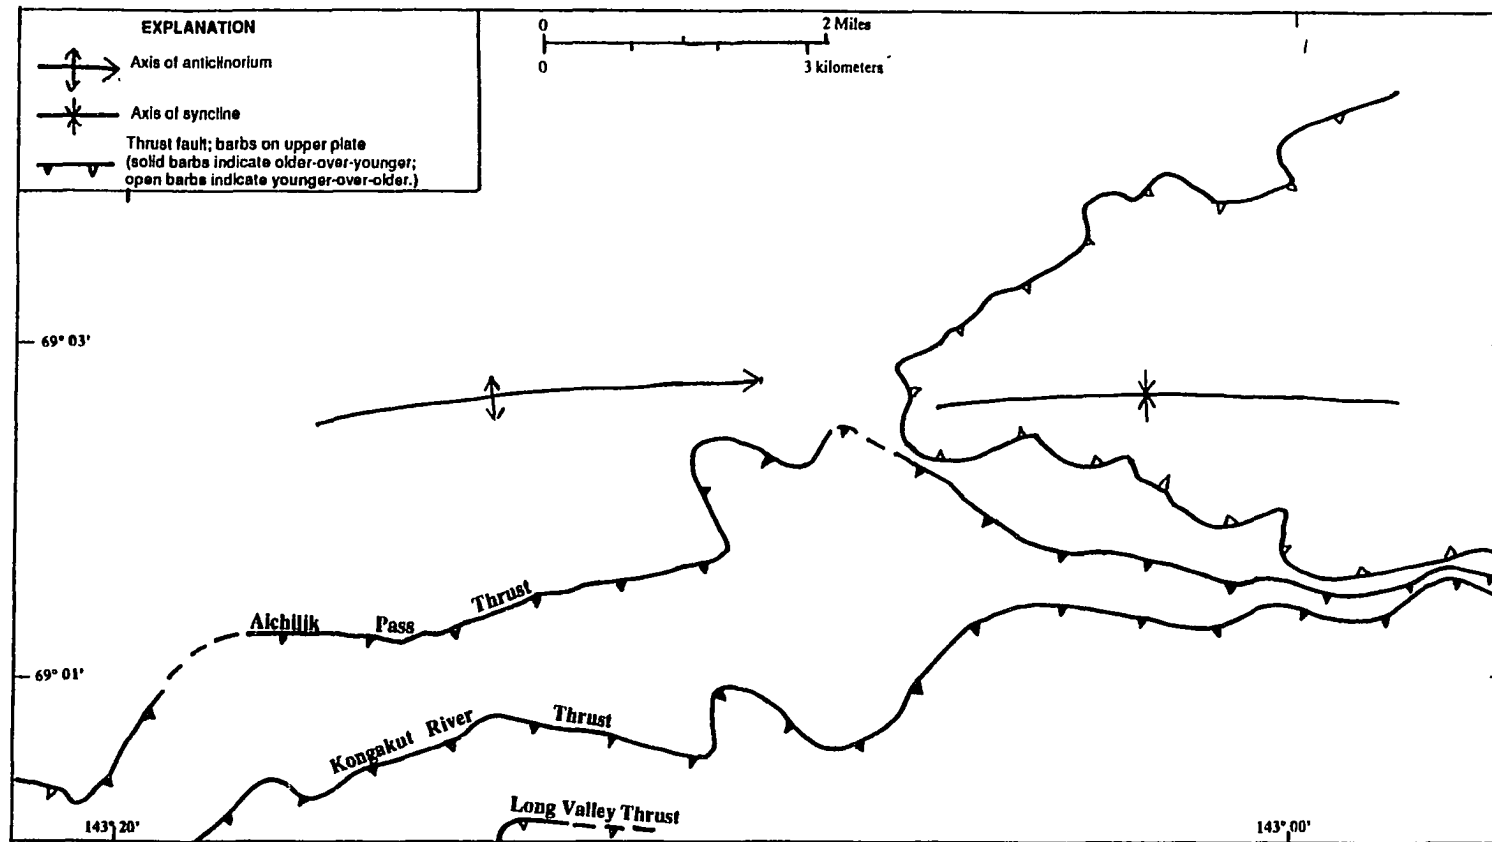 EXPLANATION
Axis of anticlinorium
Axis of syncline
Thrust fault; barbs on upper plate
(solid barbs indicate older-over-younger;
open barbs indicate younger-over-older.)
0 2 Miles
0 3 kilometers
69° 03'
Aichilik Pass Thrust
69° 01'
Kongakut River Thrust
Long Valley Thrust
143° 20'
143° 00'